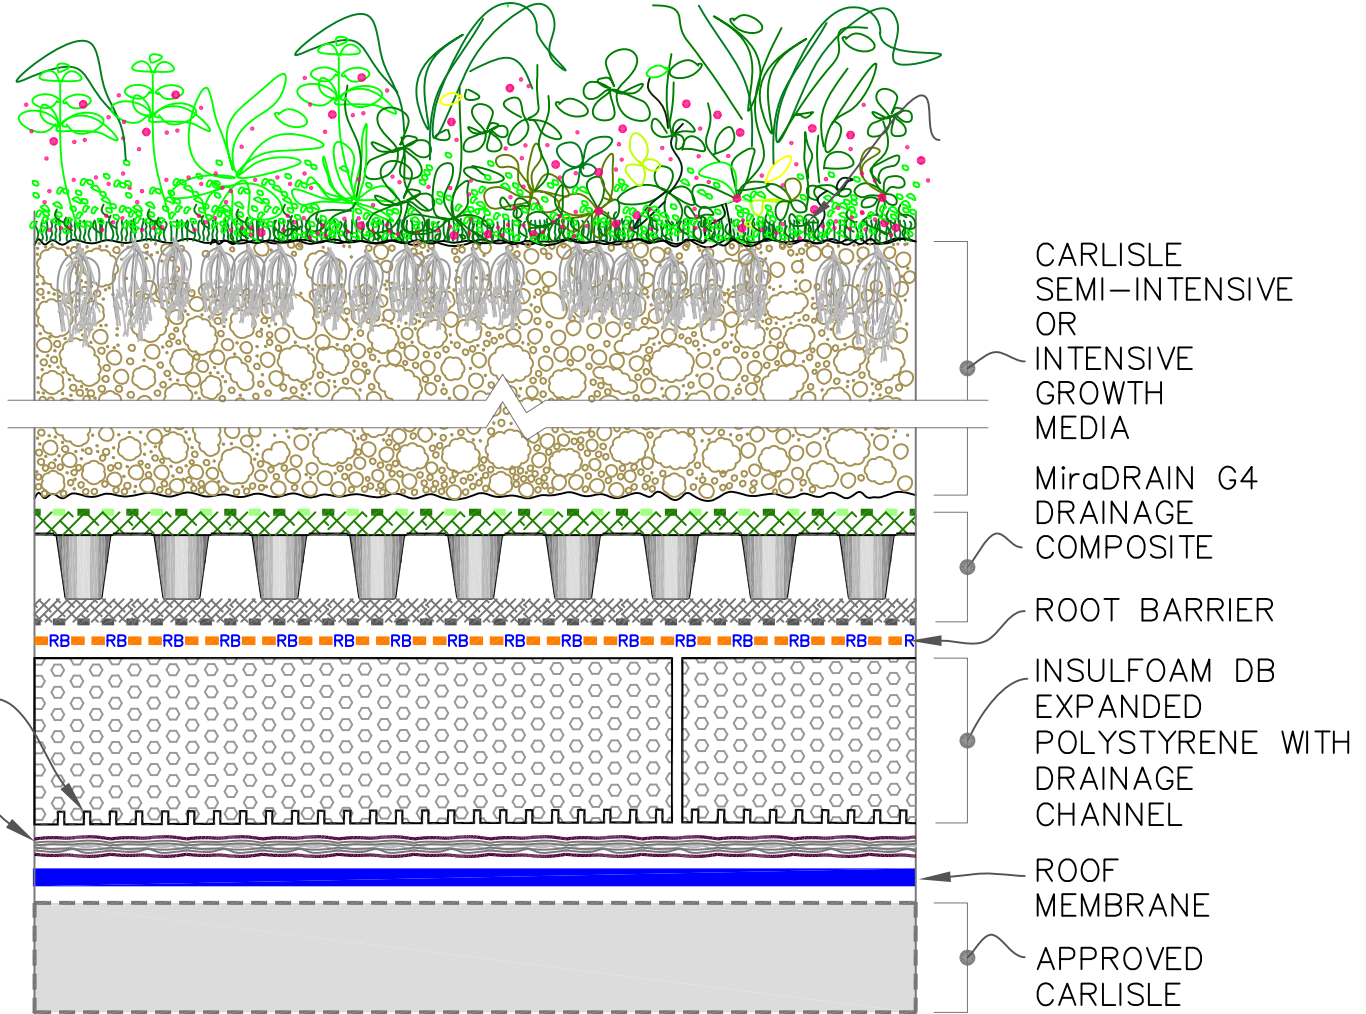 CARLISLE
SEMI-INTENSIVE
OR
INTENSIVE
GROWTH
MEDIA
MiraDRAIN G4
DRAINAGE
COMPOSITE
ROOT BARRIER
RB RB RB RB RB RB RB RB RB RB RB RB RB RB RB R
INSULFOAM DB
EXPANDED
POLYSTYRENE WITH
DRAINAGE
CHANNEL
ROOF
MEMBRANE
APPROVED
CARLISLE